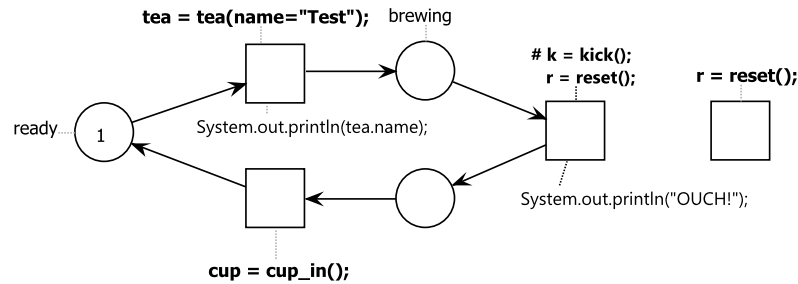 tea = tea(name="Test");
brewing
# k = kick();
r = reset();
r = reset();
ready
1
System.out.println(tea.name);
System.out.println("OUCH!");
cup = cup_in();